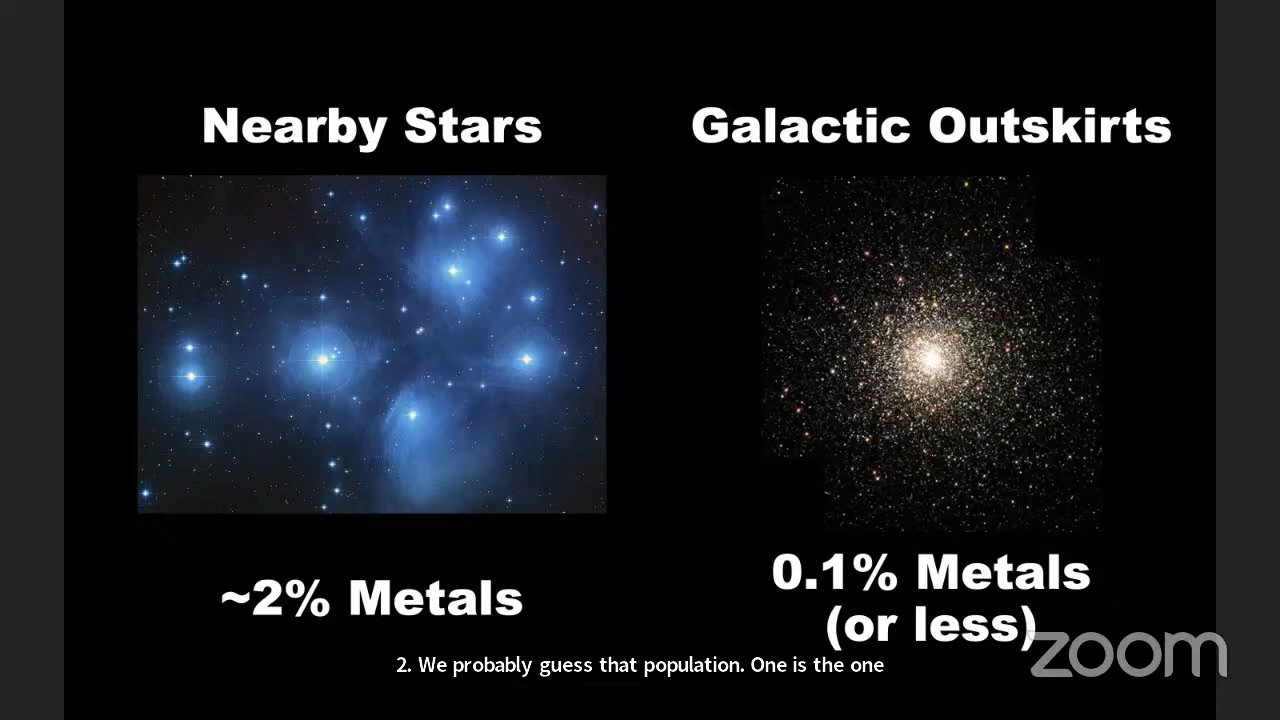 Nearby Stars
Galactic Outskirts
~2% Metals
0.1% Metals
(or less)
2. We probably guess that population. One is the one
zoom